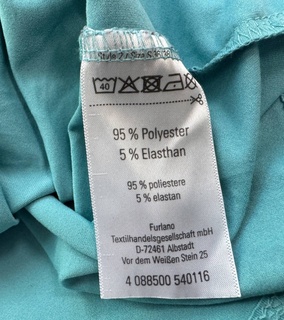 40
95 % Polyester
5 % Elasthan
95 % poliestere
5 % elastan
Furlano
Textilhandelsgesellschaft mbH
D-72461 Albstadt
Vor dem Weißen Stein 25
4 088500 540116